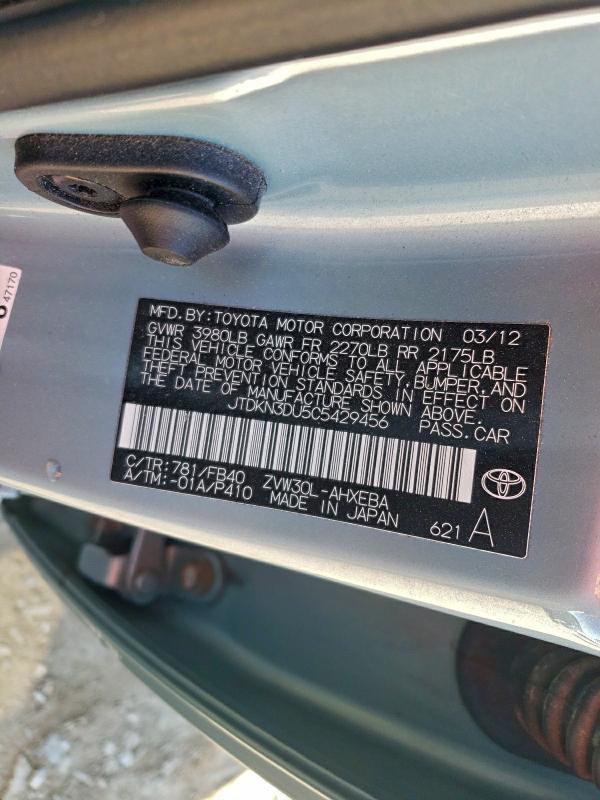 47170
MFD. BY: TOYOTA MOTOR CORPORATION 03/12
GVWR 3980LB GAWR FR 2270LB RR 2175LB
THIS VEHICLE CONFORMS TO ALL APPLICABLE
FEDERAL MOTOR VEHICLE SAFETY, BUMPER, AND
THEFT PREVENTION STANDARDS IN EFFECT ON
THE DATE OF MANUFACTURE SHOWN ABOVE.
JTDKN3DU5C5429456 PASS. CAR
C/TR: 781/FB40 ZVW30L-AHXEBA
A/TM: -01A/P410 MADE IN JAPAN 621 A